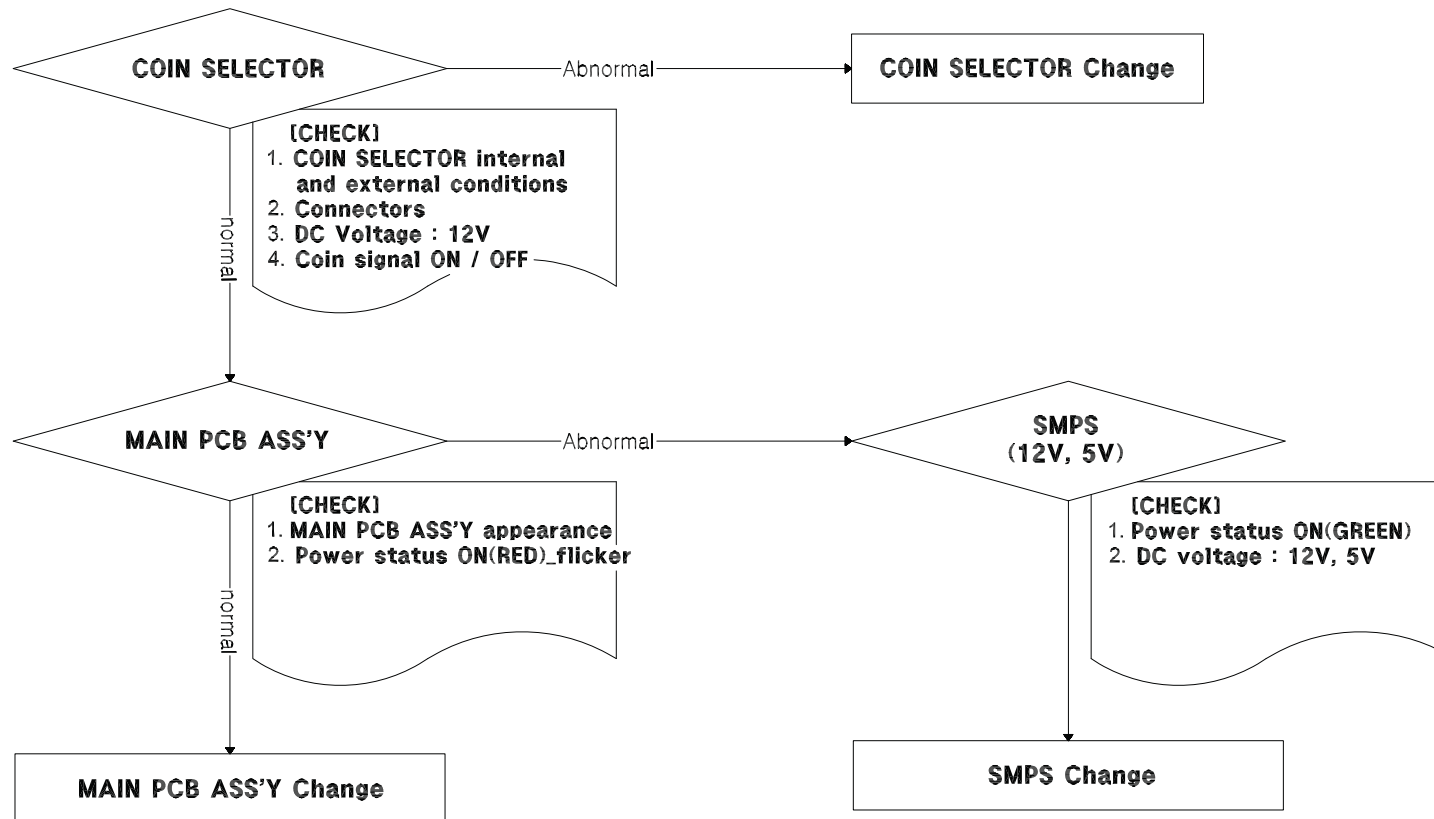 COIN SELECTOR
Abnormal
COIN SELECTOR Change
[CHECK]
1. COIN SELECTOR internal
and external conditions
2. Connectors
3. DC Voltage : 12V
4. Coin signal ON / OFF
normal
MAIN PCB ASS'Y
Abnormal
SMPS
(12V, 5V)
[CHECK]
1. MAIN PCB ASS'Y appearance
2. Power status ON(RED)_flicker
[CHECK]
1. Power status ON(GREEN)
2. DC voltage : 12V, 5V
normal
MAIN PCB ASS'Y Change
SMPS Change